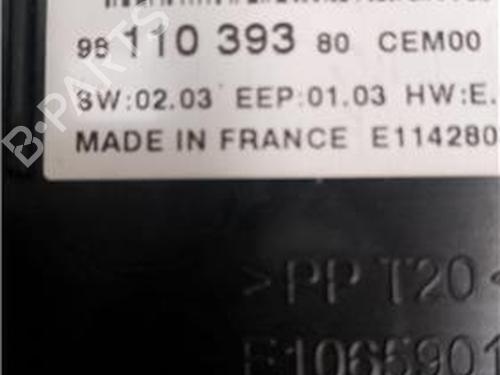 98 110 393 80 CEM00
SW:02.03 EEP:01.03 HW:E.
MADE IN FRANCE E114280
>PP T20<
E1065901
B-PARTS